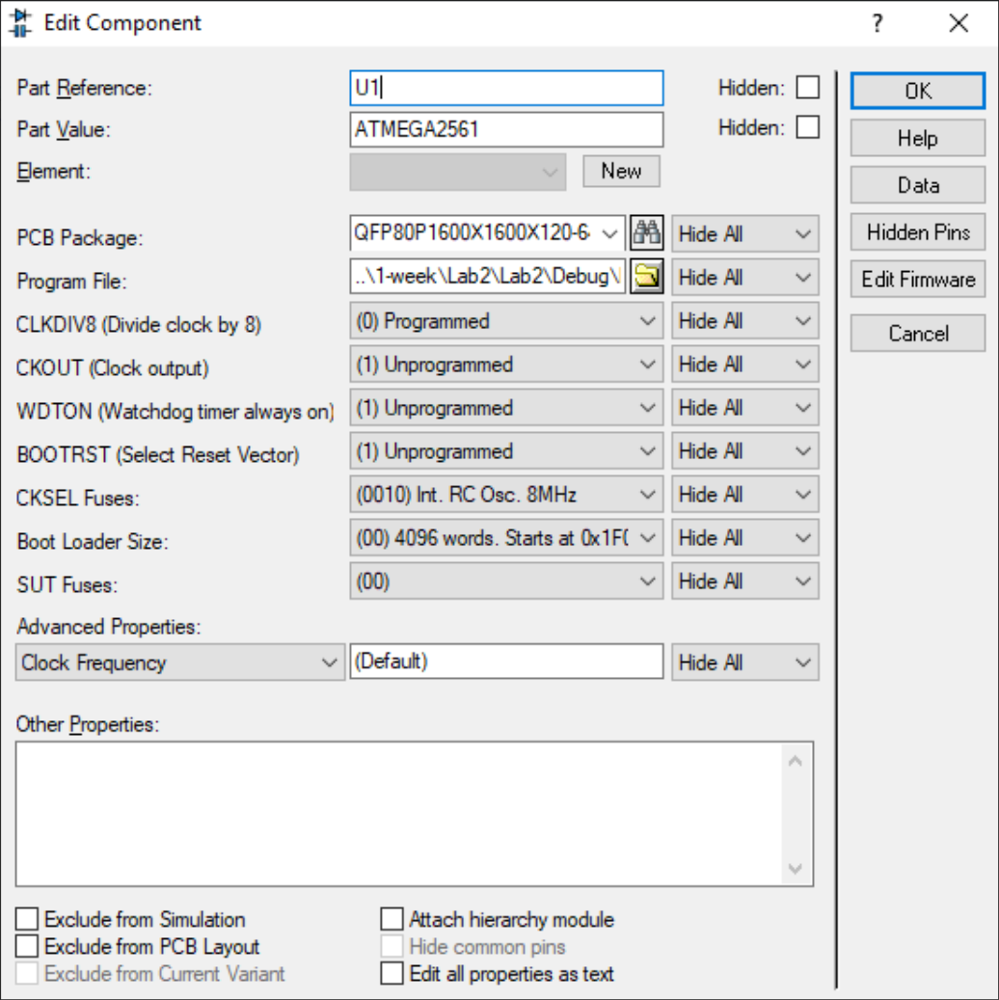 Edit Component ?
Part Reference: U1 Hidden: OK
Part Value: ATMEGA2561 Hidden: Help
Element: New Data
PCB Package: QFP80P1600X1600X120-6 Hide All Hidden Pins
Program File: ..\1-week\Lab2\Lab2\Debug\ Hide All Edit Firmware
CLKDIV8 (Divide clock by 8) (0) Programmed Hide All Cancel
CKOUT (Clock output) (1) Unprogrammed Hide All
WDTON (Watchdog timer always on) (1) Unprogrammed Hide All
BOOTRST (Select Reset Vector) (1) Unprogrammed Hide All
CKSEL Fuses: (0010) Int. RC Osc. 8MHz Hide All
Boot Loader Size: (00) 4096 words. Starts at 0x1F Hide All
SUT Fuses: (00) Hide All
Advanced Properties:
Clock Frequency (Default) Hide All
Other Properties:
Exclude from Simulation Attach hierarchy module
Exclude from PCB Layout Hide common pins
Exclude from Current Variant Edit all properties as text